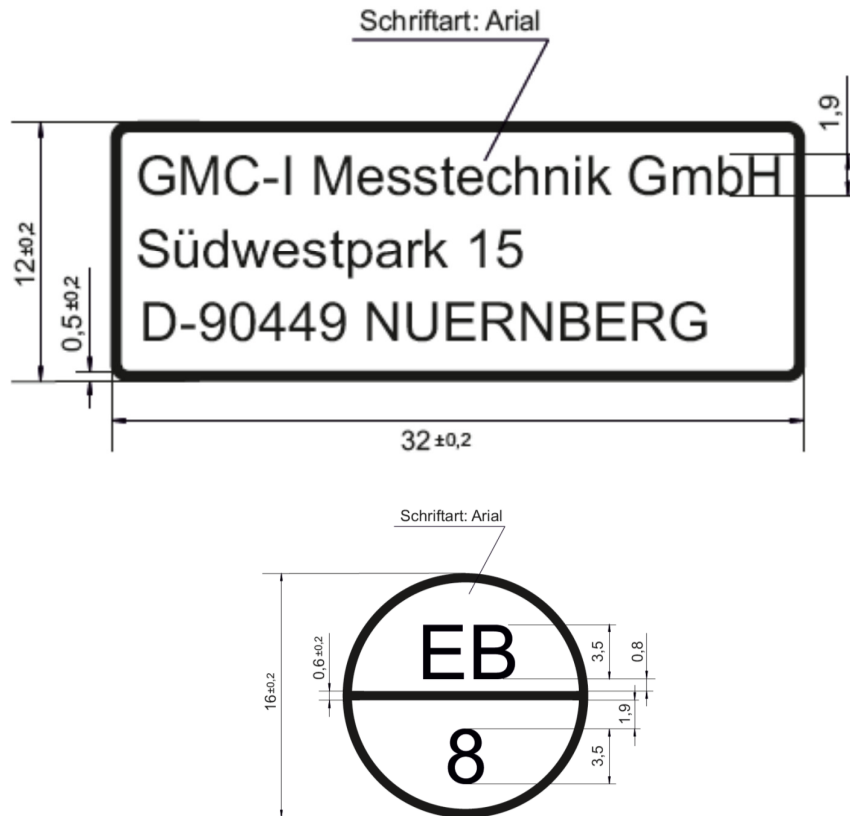 Schriftart: Arial
1,9
GMC-I Messtechnik GmbH
Südwestpark 15
D-90449 NUERNBERG
12±0,2
0,5±0,2
32±0,2
Schriftart: Arial
EB
8
16±0,2
0,6±0,2
3,5
0,8
1,9
3,5